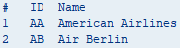 # ID Name
1 AA American Airlines
2 AB Air Berlin